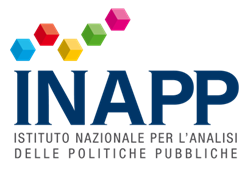 INAPP
ISTITUTO NAZIONALE PER L'ANALISI
DELLE POLITICHE PUBBLICHE